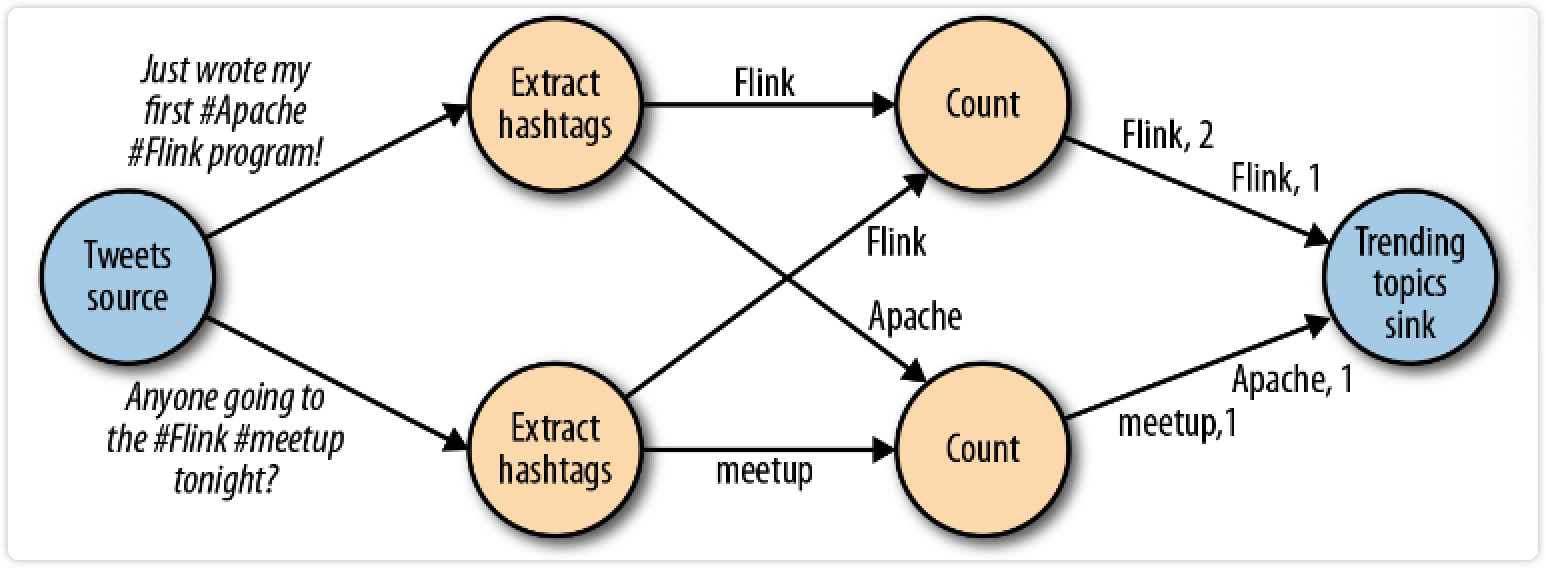 Just wrote my
first #Apache
#Flink program!
Tweets
source
Anyone going to
the #Flink #meetup
tonight?
Extract
hashtags
Extract
hashtags
Flink
Flink
Apache
meetup
Count
Count
Flink, 2
Flink, 1
Apache, 1
meetup,1
Trending
topics
sink